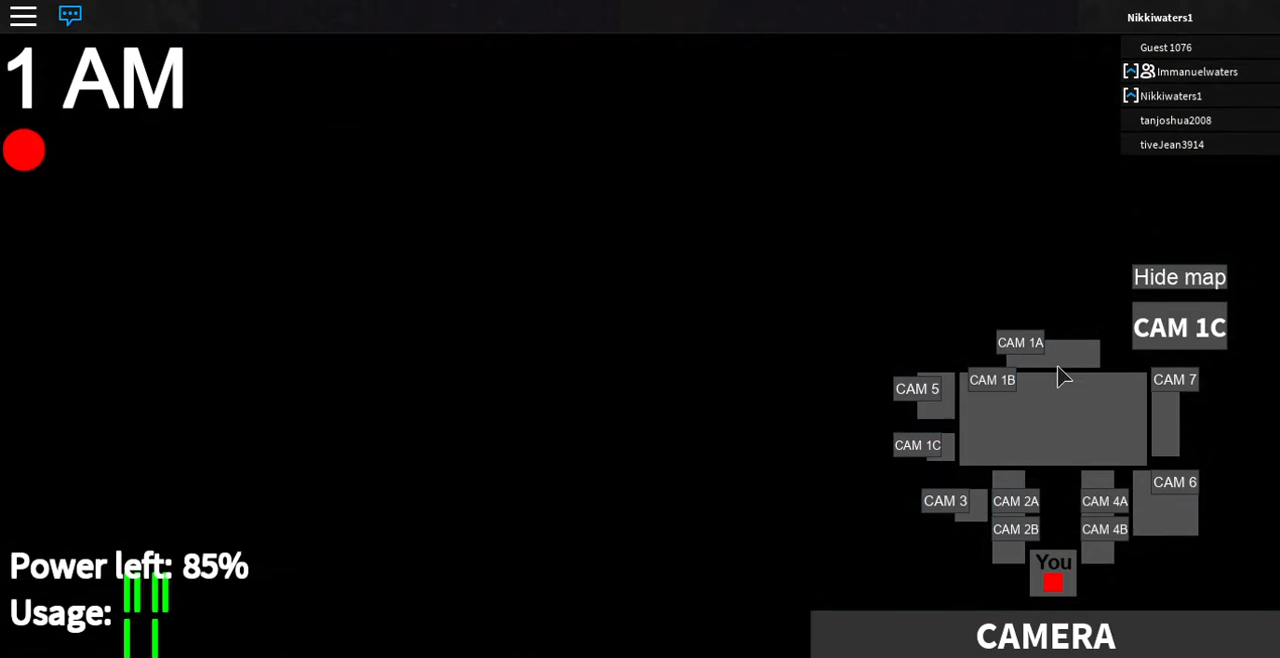 Nikkiwaters1
1 AM
Guest 1076
Immanuelwaters
Nikkiwaters1
tanjoshua2008
tiveJean3914
Hide map
CAM 1C
CAM 1A
CAM 1B
CAM 7
CAM 5
CAM 1C
CAM 6
CAM 3
CAM 2A
CAM 4A
CAM 2B
CAM 4B
You
Power left: 85%
Usage:
CAMERA